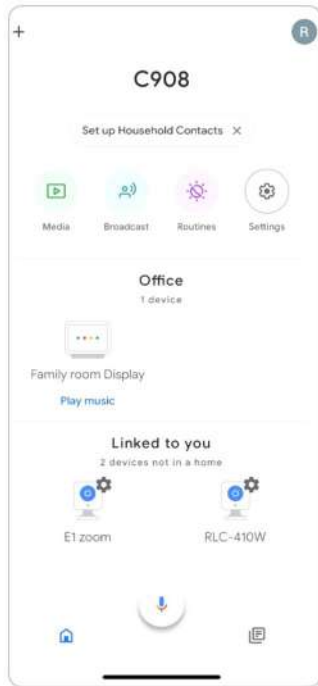 +
R
C908
Set up Household Contacts ×
Media Broadcast Routines Settings
Office
1 device
Family room Display
Play music
Linked to you
2 devices not in a home
E1 zoom RLC-410W